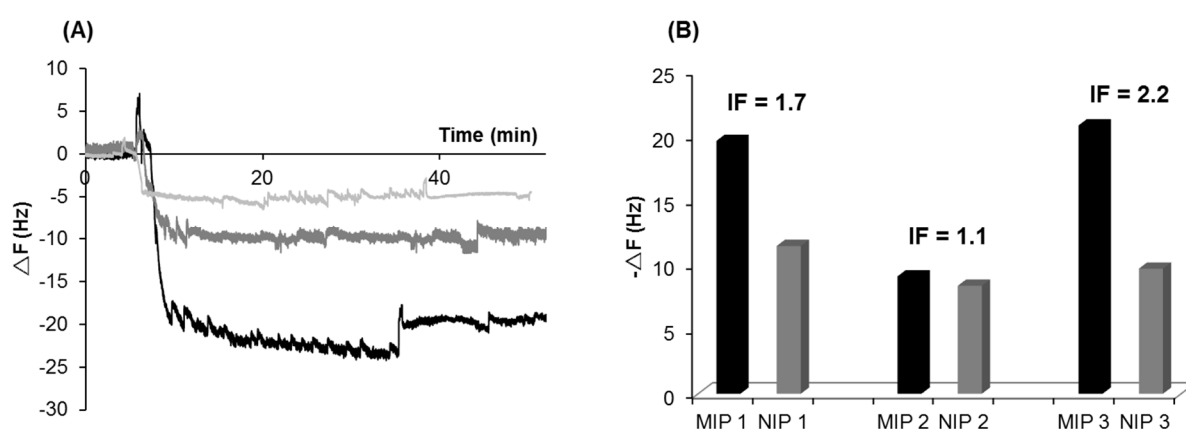 (A)
10
5
0
-5
-10
-15
-20
-25
-30
△F (Hz)
Time (min)
0 20 40
(B)
25
20
15
10
5
0
-△F (Hz)
IF = 1.7
IF = 1.1
IF = 2.2
MIP 1 NIP 1 MIP 2 NIP 2 MIP 3 NIP 3